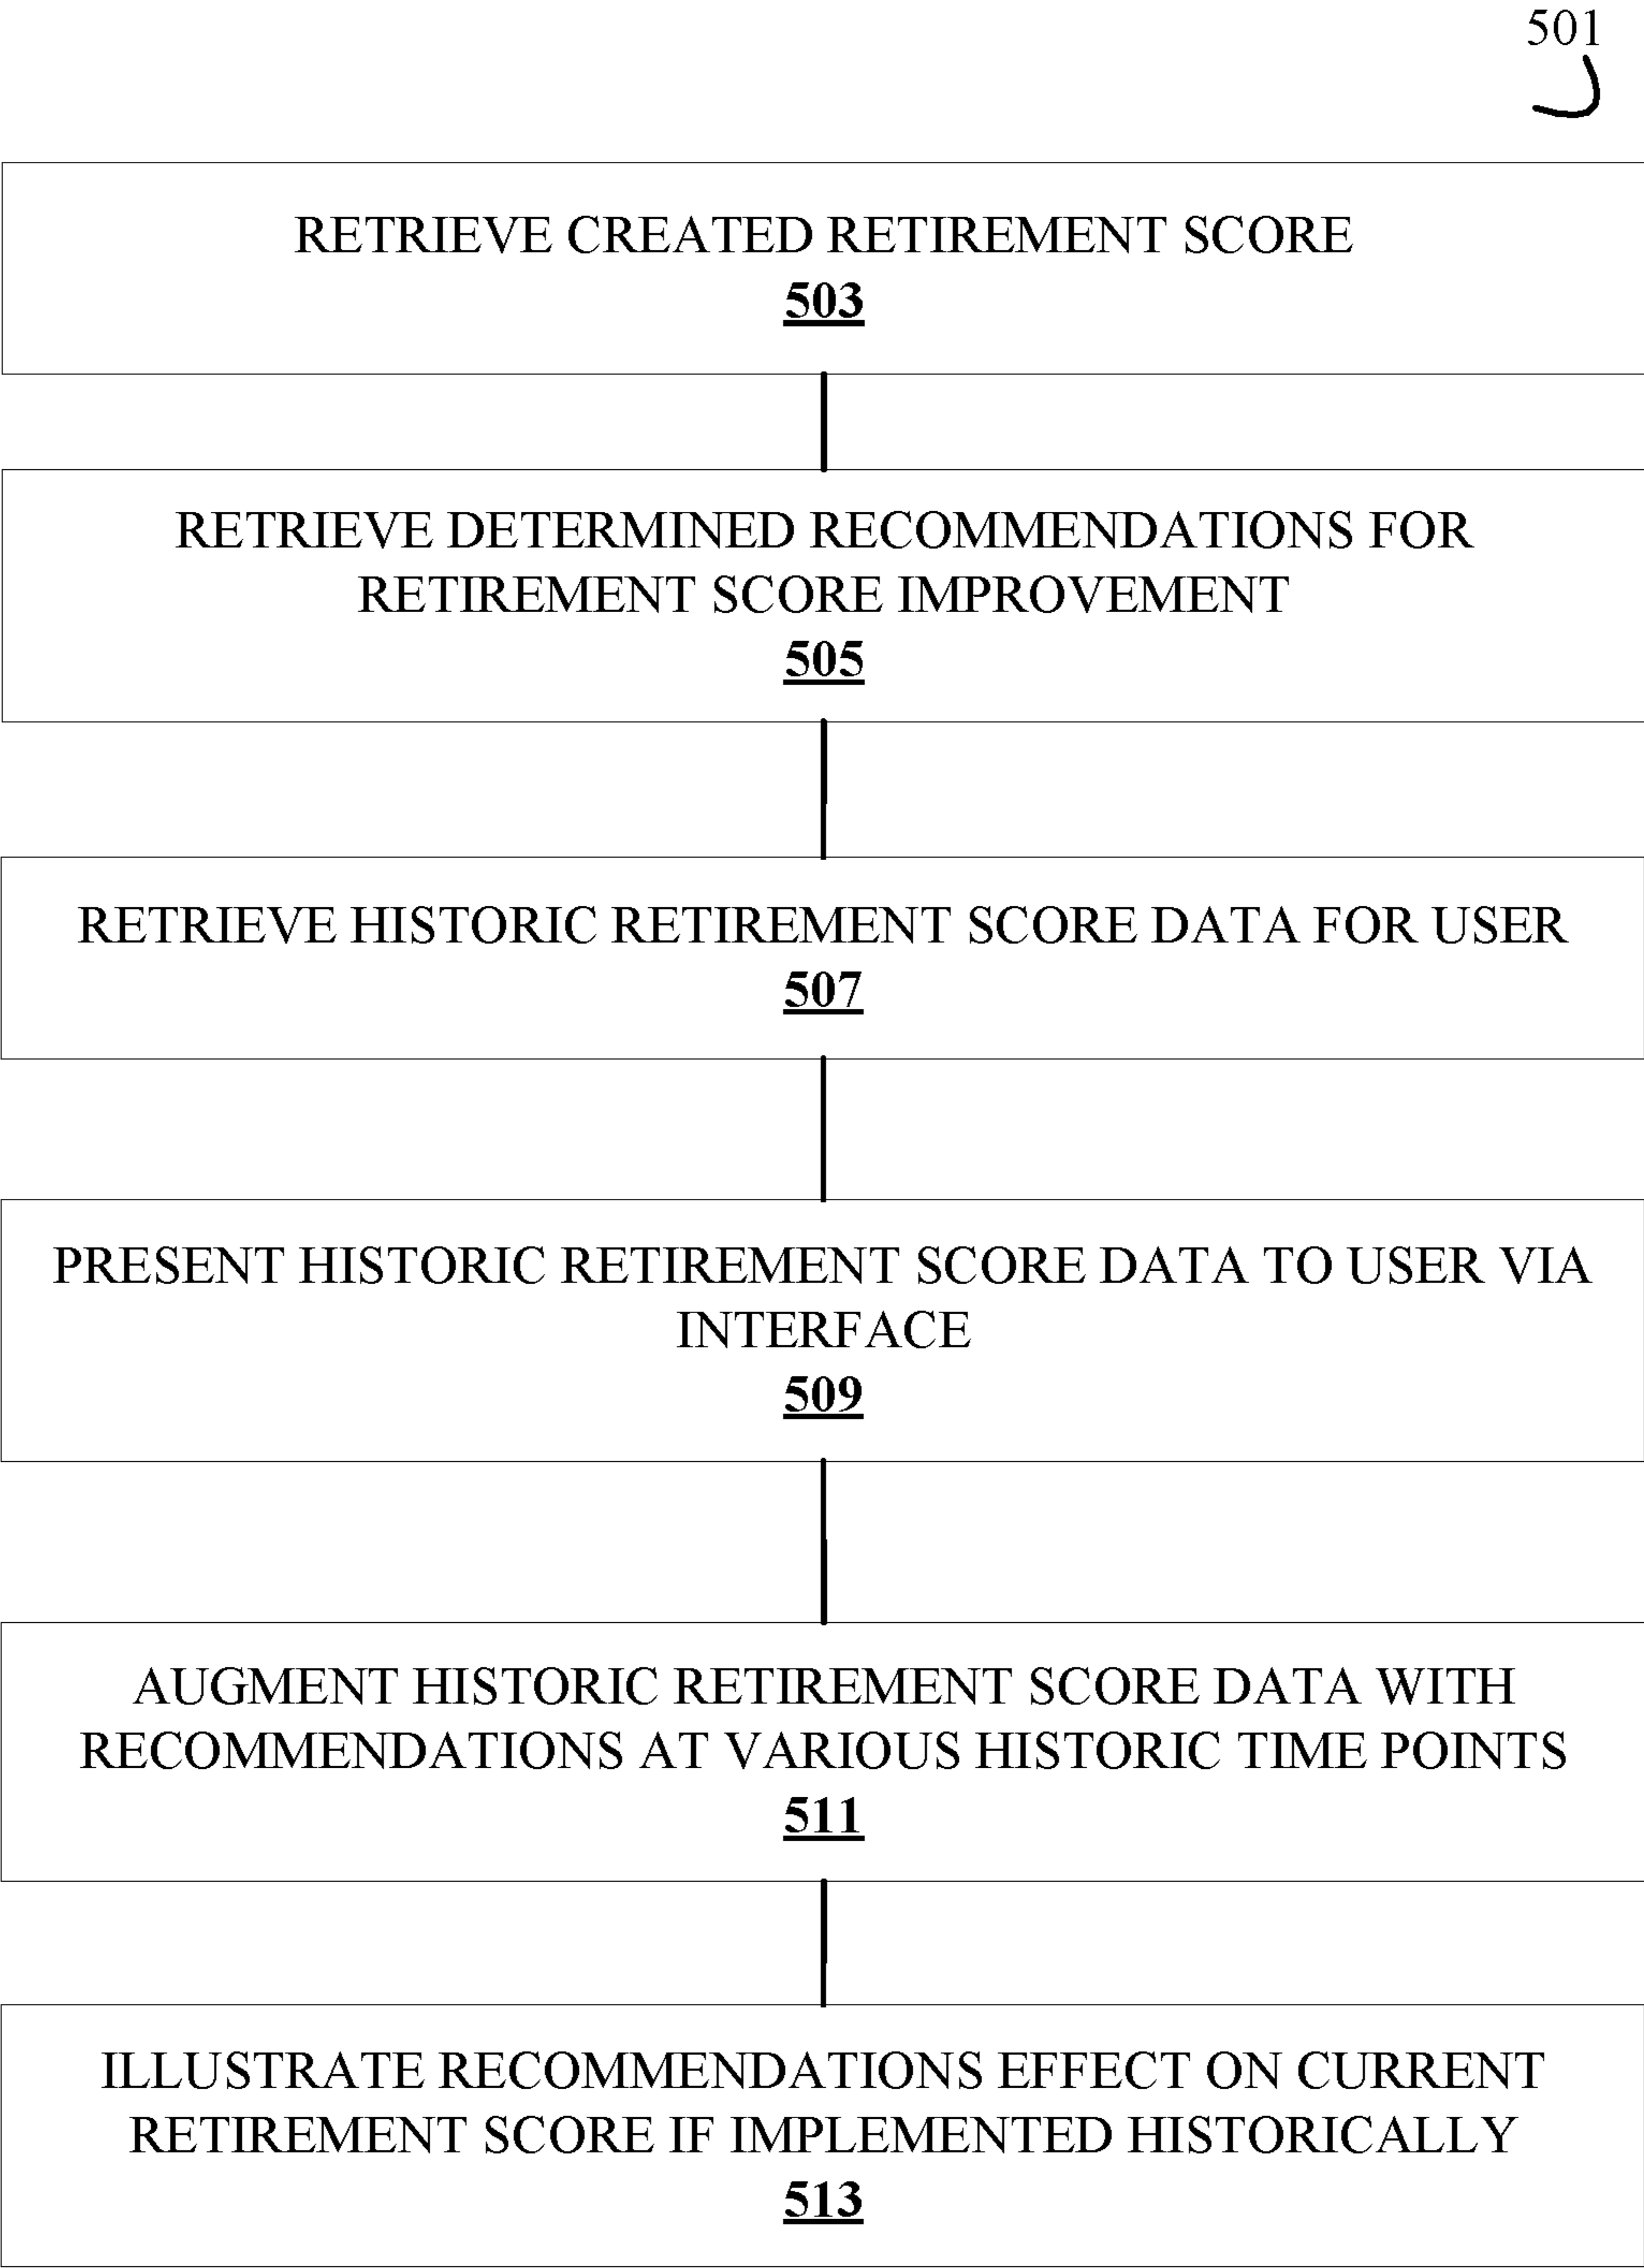 501
RETRIEVE CREATED RETIREMENT SCORE
503
RETRIEVE DETERMINED RECOMMENDATIONS FOR
RETIREMENT SCORE IMPROVEMENT
505
RETRIEVE HISTORIC RETIREMENT SCORE DATA FOR USER
507
PRESENT HISTORIC RETIREMENT SCORE DATA TO USER VIA
INTERFACE
509
AUGMENT HISTORIC RETIREMENT SCORE DATA WITH
RECOMMENDATIONS AT VARIOUS HISTORIC TIME POINTS
511
ILLUSTRATE RECOMMENDATIONS EFFECT ON CURRENT
RETIREMENT SCORE IF IMPLEMENTED HISTORICALLY
513